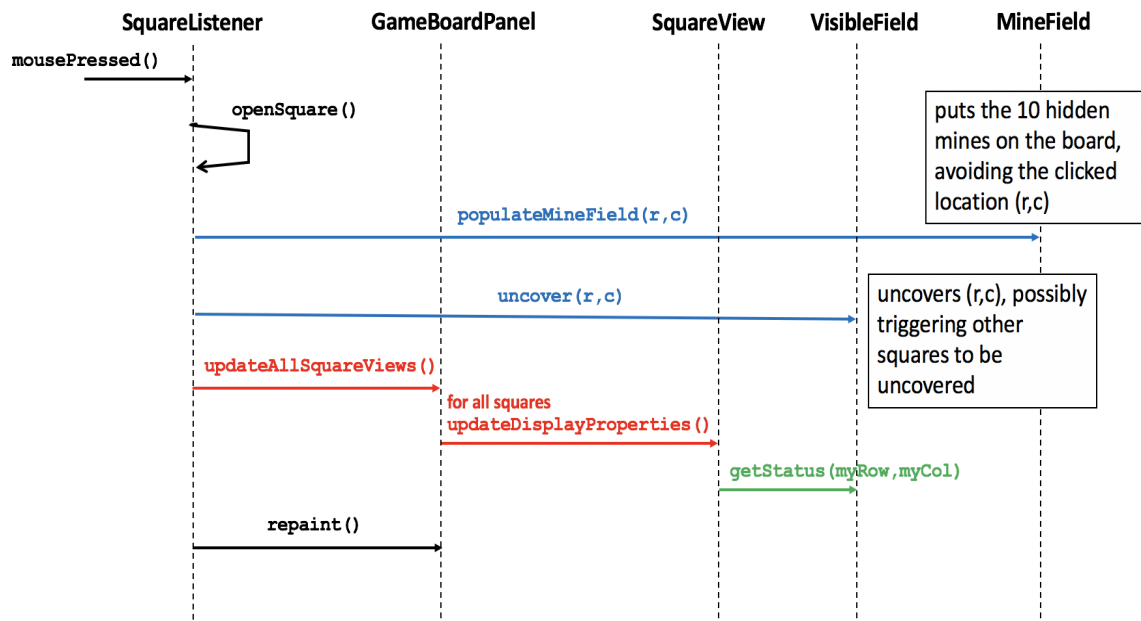 SquareListener GameBoardPanel SquareView VisibleField MineField
mousePressed()
openSquare()
puts the 10 hidden
mines on the board,
avoiding the clicked
location (r,c)
populateMineField(r,c)
uncover(r,c)
uncovers (r,c), possibly
triggering other
squares to be
uncovered
updateAllSquareViews()
for all squares
updateDisplayProperties()
getStatus(myRow,myCol)
repaint()